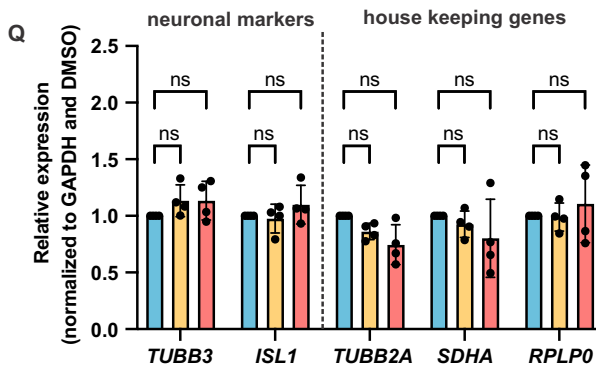 Q
neuronal markers house keeping genes
Relative expression
(normalized to GAPDH and DMSO)
2.5
2.0
1.5
1.0
0.5
0.0
ns ns ns ns ns
ns ns ns ns ns
TUBB3 ISL1 TUBB2A SDHA RPLP0